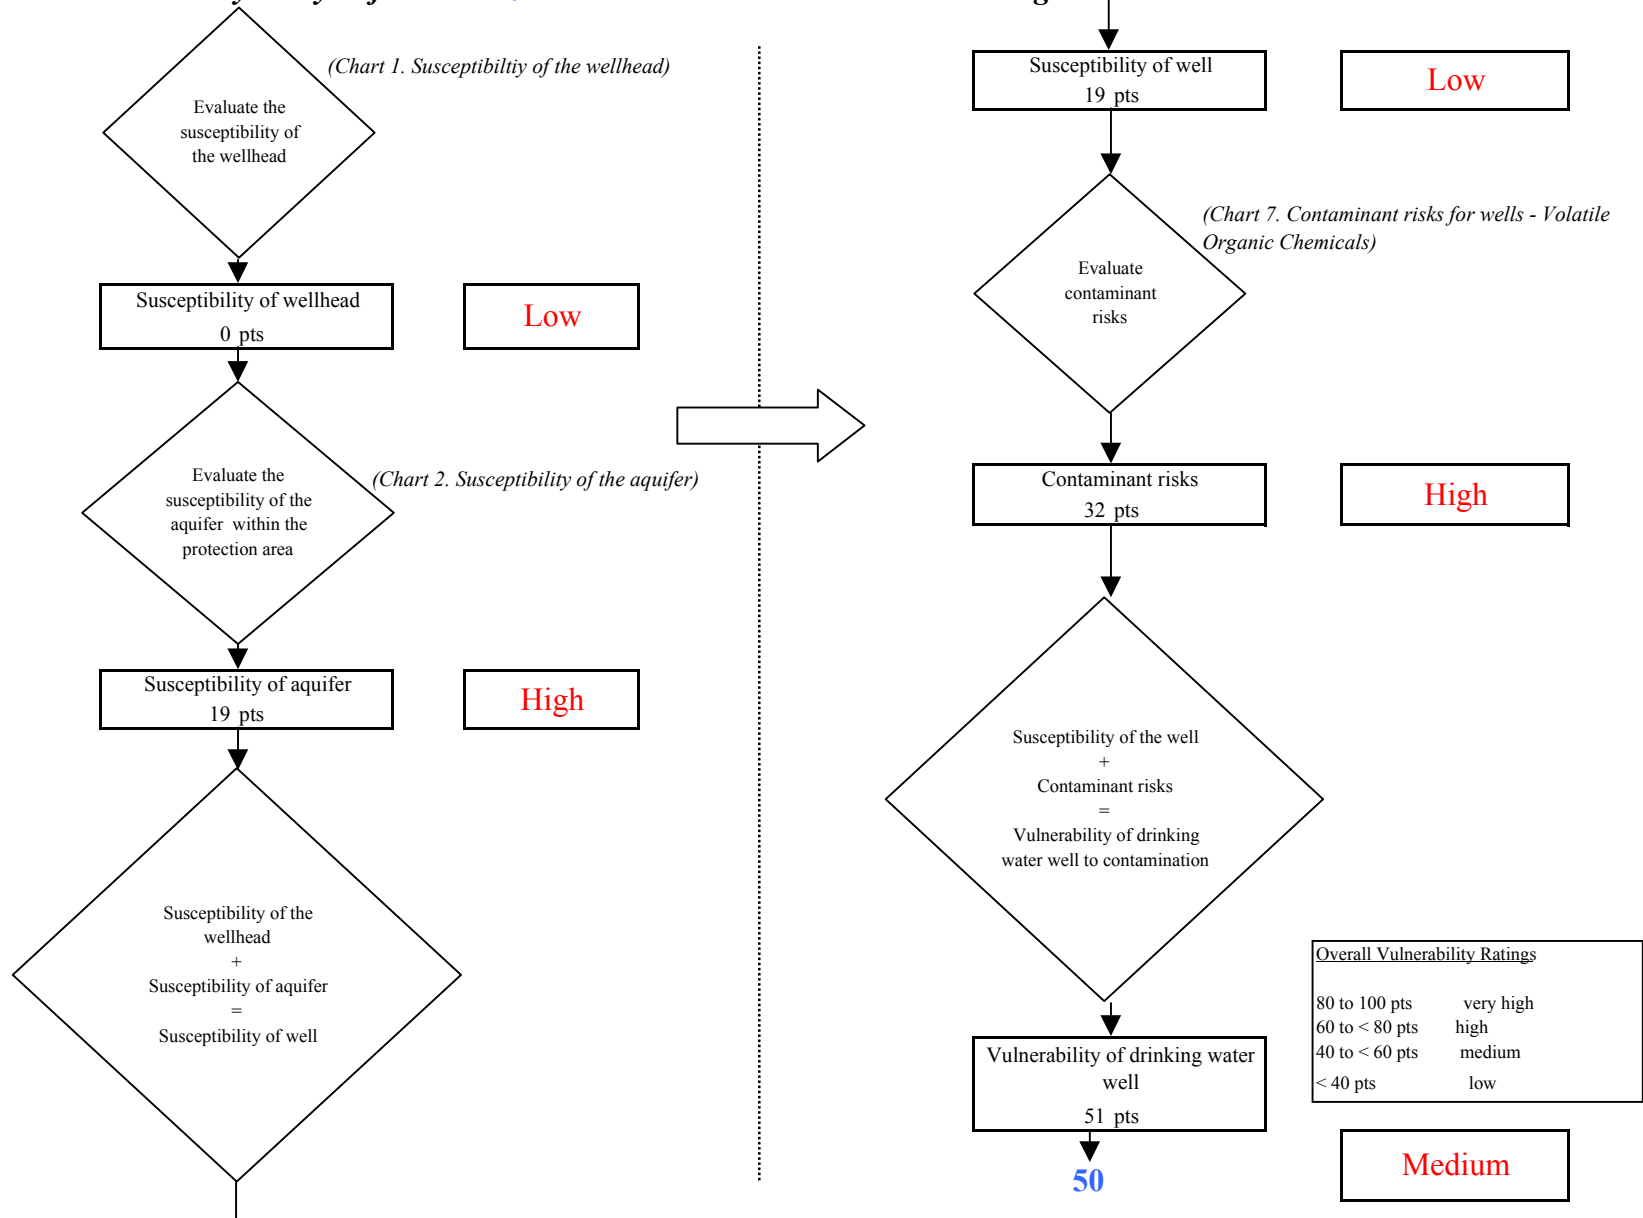 (Chart 1. Susceptibiltiy of the wellhead)
Evaluate the
susceptibility of
the wellhead
Susceptibility of wellhead
0 pts
Low
(Chart 2. Susceptibility of the aquifer)
Evaluate the
susceptibility of the
aquifer within the
protection area
Susceptibility of aquifer
19 pts
High
Susceptibility of the
wellhead
+
Susceptibility of aquifer
=
Susceptibility of well
Susceptibility of well
19 pts
Low
(Chart 7. Contaminant risks for wells - Volatile
Organic Chemicals)
Evaluate
contaminant
risks
Contaminant risks
32 pts
High
Susceptibility of the well
+
Contaminant risks
=
Vulnerability of drinking
water well to contamination
Overall Vulnerability Ratings
80 to 100 pts very high
60 to < 80 pts high
40 to < 60 pts medium
< 40 pts low
Vulnerability of drinking water
well
51 pts
50
Medium